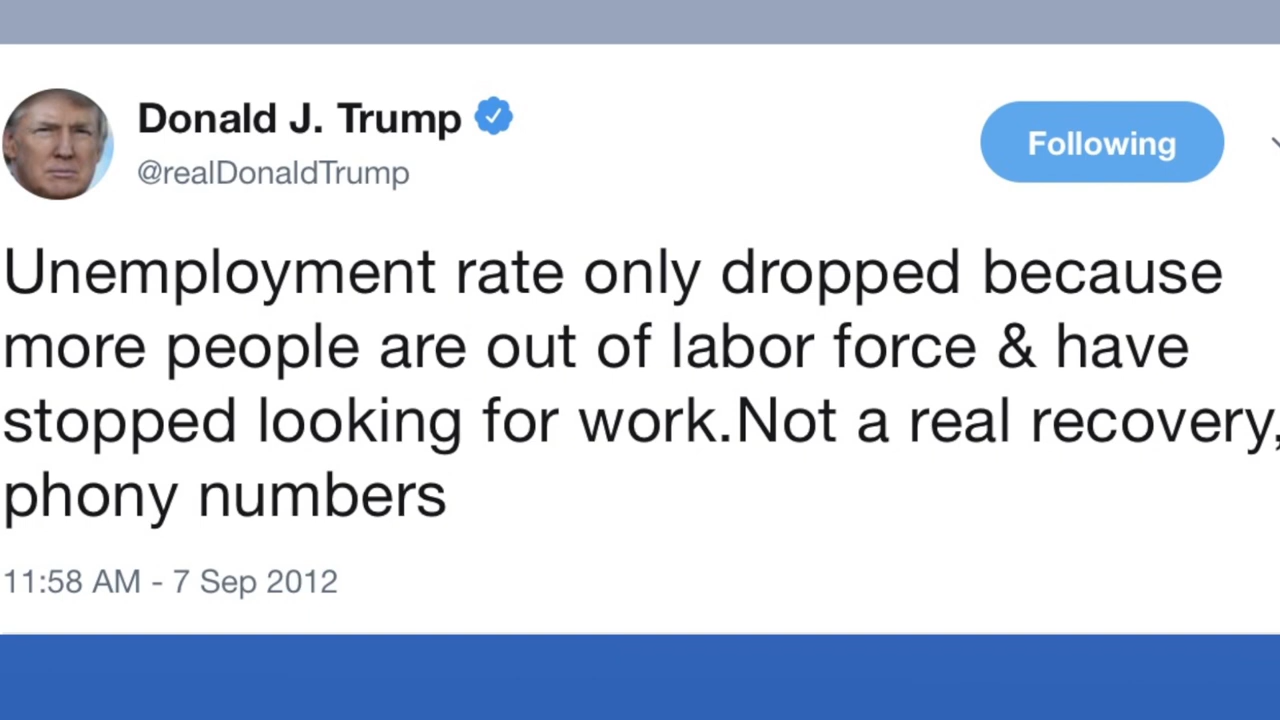 Donald J. Trump
@realDonaldTrump
Following
Unemployment rate only dropped because
more people are out of labor force & have
stopped looking for work.Not a real recovery,
phony numbers
11:58 AM - 7 Sep 2012